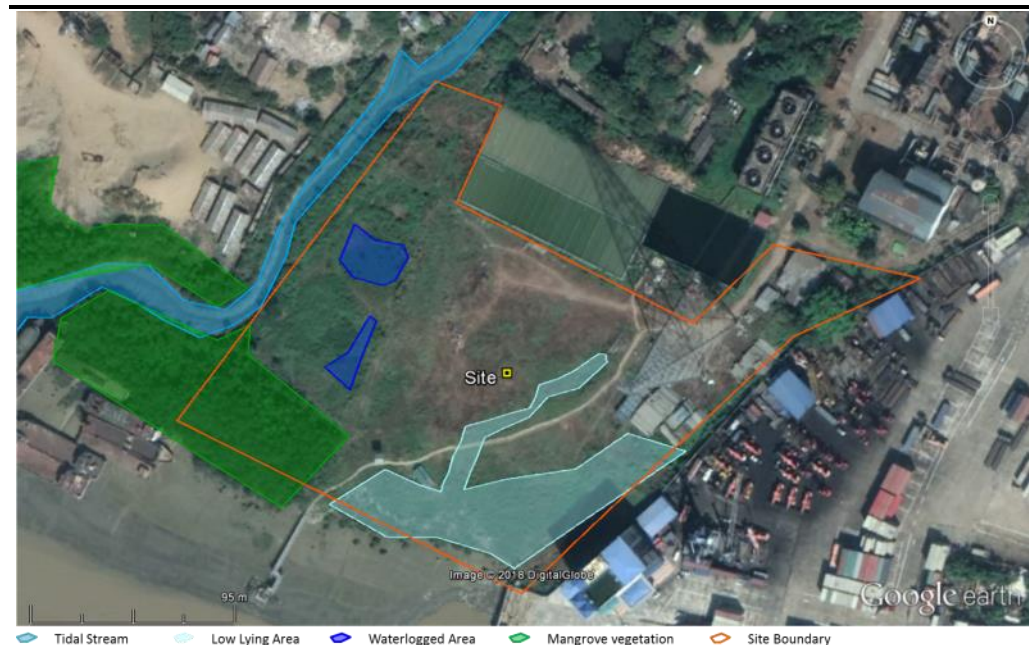 N
Site
Image © 2018 DigitalGlobe
95 m
Google earth
Tidal Stream Low Lying Area Waterlogged Area Mangrove vegetation Site Boundary